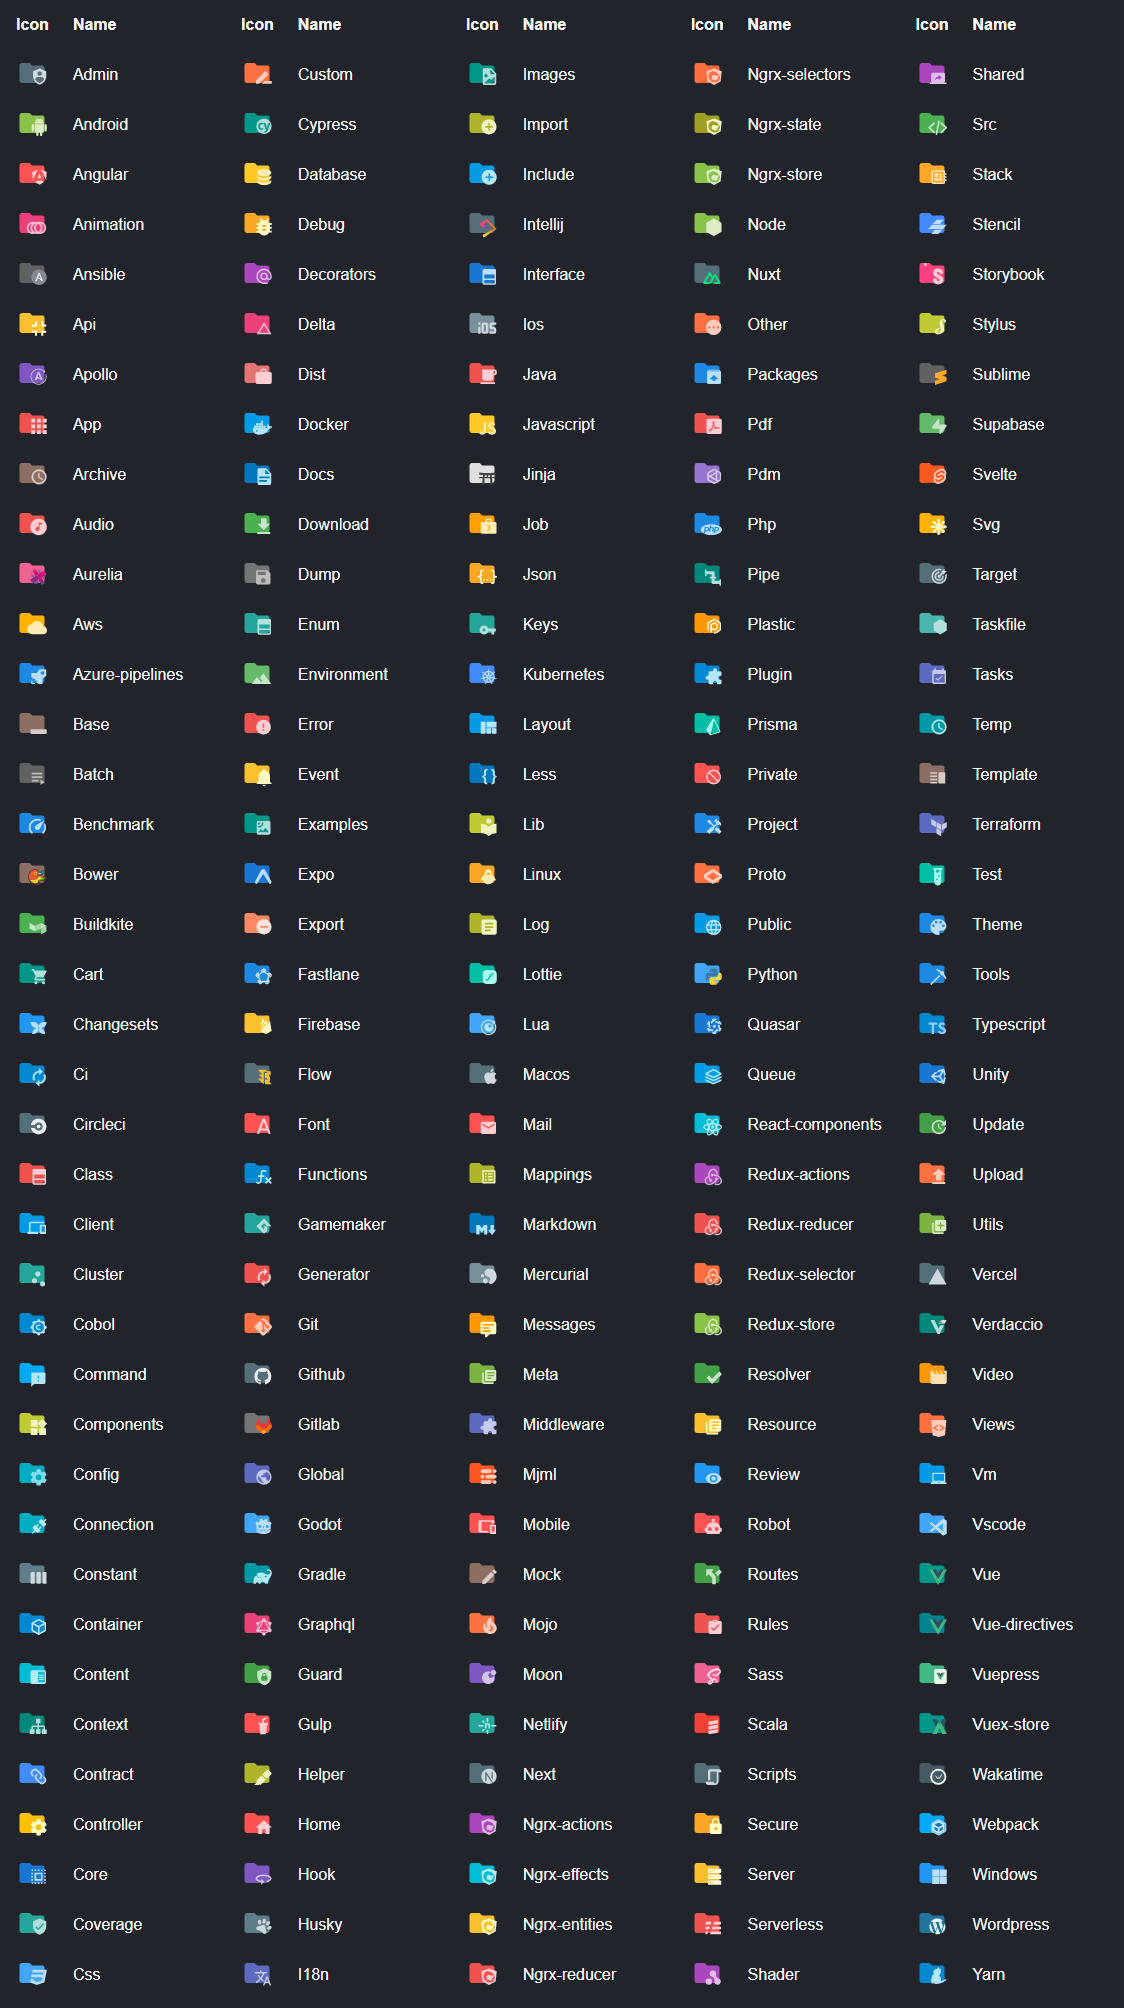 Icon Name Icon Name Icon Name Icon Name Icon Name
Admin Custom Images Ngrx-selectors Shared
Android Cypress Import Ngrx-state Src
Angular Database Include Ngrx-store Stack
Animation Debug Intellij Node Stencil
Ansible Decorators Interface Nuxt Storybook
Api Delta Ios Other Stylus
Apollo Dist Java Packages Sublime
App Docker Javascript Pdf Supabase
Archive Docs Jinja Pdm Svelte
Audio Download Job Php Svg
Aurelia Dump Json Pipe Target
Aws Enum Keys Plastic Taskfile
Azure-pipelines Environment Kubernetes Plugin Tasks
Base Error Layout Prisma Temp
Batch Event Less Private Template
Benchmark Examples Lib Project Terraform
Bower Expo Linux Proto Test
Buildkite Export Log Public Theme
Cart Fastlane Lottie Python Tools
Changesets Firebase Lua Quasar Typescript
Ci Flow Macos Queue Unity
Circleci Font Mail React-components Update
Class Functions Mappings Redux-actions Upload
Client Gamemaker Markdown Redux-reducer Utils
Cluster Generator Mercurial Redux-selector Vercel
Cobol Git Messages Redux-store Verdaccio
Command Github Meta Resolver Video
Components Gitlab Middleware Resource Views
Config Global Mjml Review Vm
Connection Godot Mobile Robot Vscode
Constant Gradle Mock Routes Vue
Container Graphql Mojo Rules Vue-directives
Content Guard Moon Sass Vuepress
Context Gulp Netlify Scala Vuex-store
Contract Helper Next Scripts Wakatime
Controller Home Ngrx-actions Secure Webpack
Core Hook Ngrx-effects Server Windows
Coverage Husky Ngrx-entities Serverless Wordpress
Css I18n Ngrx-reducer Shader Yarn